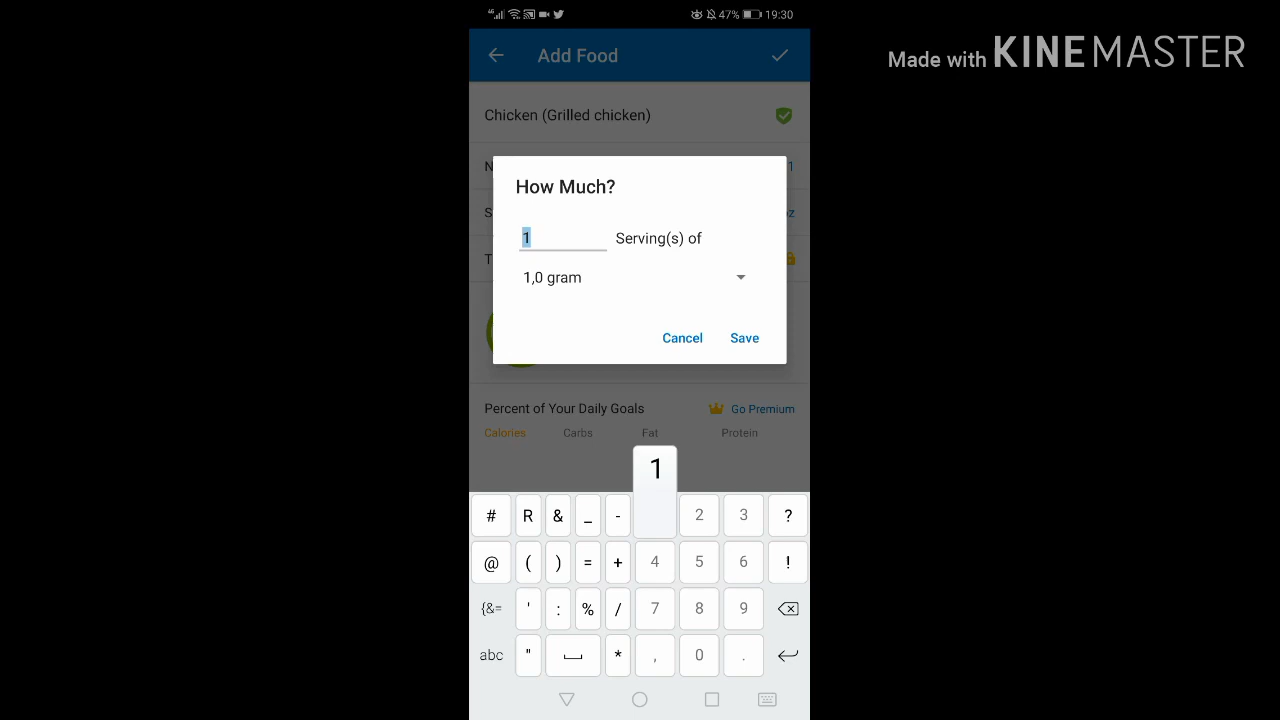 47% 19:30
Made with KINEMASTER
Add Food
Chicken (Grilled chicken)
N 1
How Much?
S oz
1 Serving(s) of
T
1,0 gram
Cancel Save
Percent of Your Daily Goals Go Premium
Calories Carbs Fat Protein
1
# R & _ - 2 3 ?
@ ( ) = + 4 5 6 !
{&= ' : % / 7 8 9
abc " * , 0 .